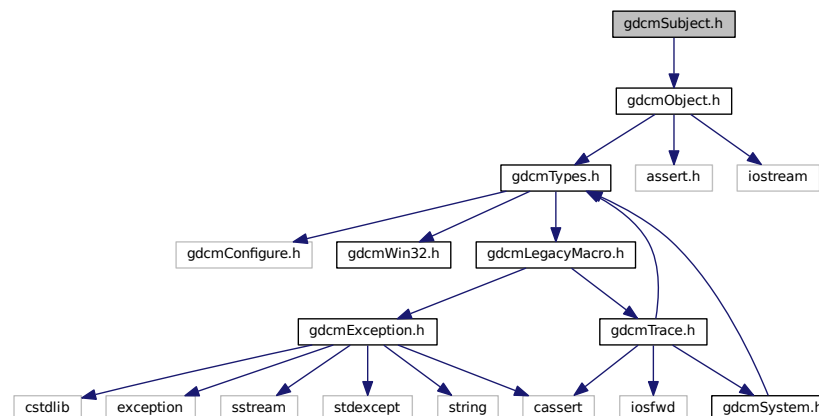 gdcmSubject.h
gdcmObject.h
gdcmTypes.h
assert.h
iostream
gdcmConfigure.h
gdcmWin32.h
gdcmLegacyMacro.h
gdcmException.h
gdcmTrace.h
cstdlib
exception
sstream
stdexcept
string
cassert
iosfwd
gdcmSystem.h